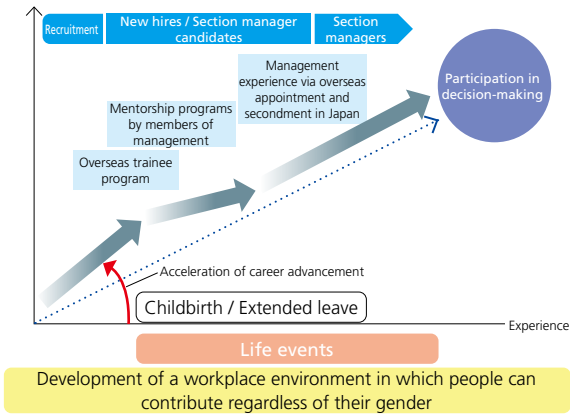 Recruitment
New hires / Section manager
candidates
Section
managers
Management
experience via overseas
appointment and
secondment in Japan
Participation in
decision-making
Mentorship programs
by members of
management
Overseas trainee
program
Acceleration of career advancement
Childbirth / Extended leave
Experience
Life events
Development of a workplace environment in which people can
contribute regardless of their gender